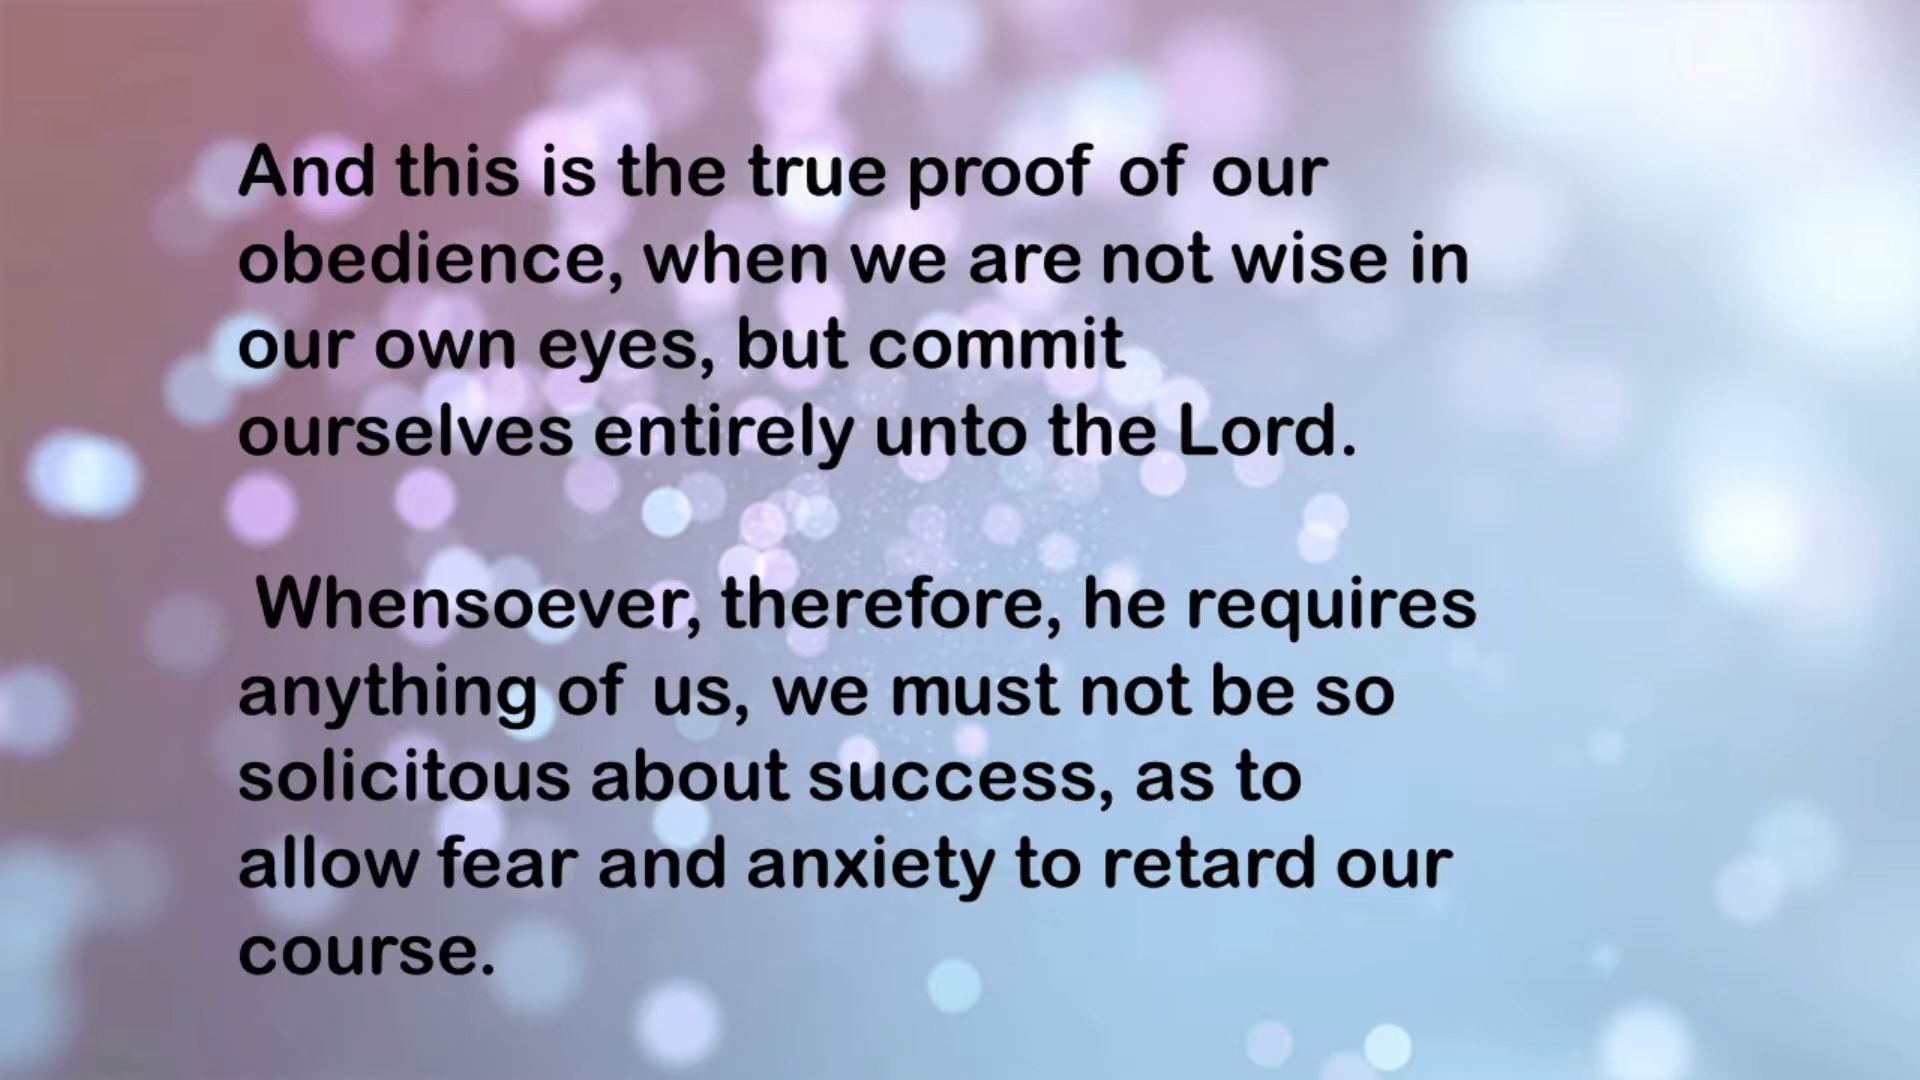 And this is the true proof of our
obedience, when we are not wise in
our own eyes, but commit
ourselves entirely unto the Lord.
Whensoever, therefore, he requires
anything of us, we must not be so
solicitous about success, as to
allow fear and anxiety to retard our
course.